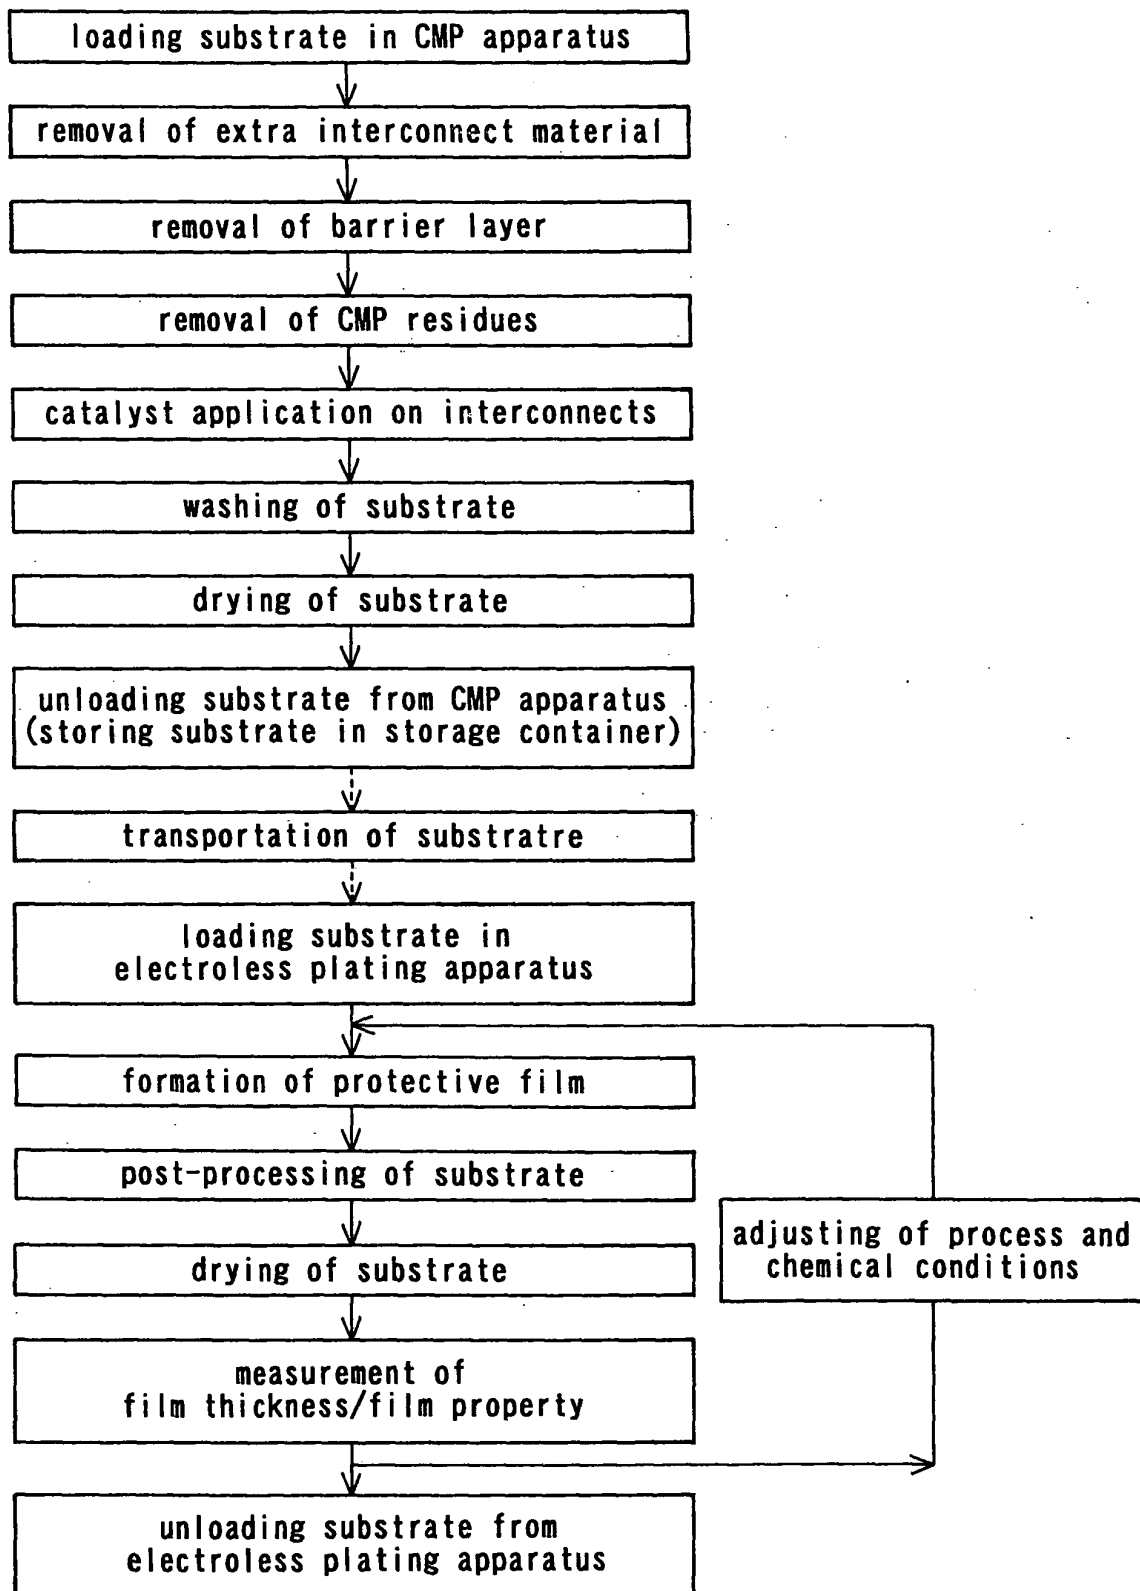 loading substrate in CMP apparatus
removal of extra interconnect material
removal of barrier layer
removal of CMP residues
catalyst application on interconnects
washing of substrate
drying of substrate
unloading substrate from CMP apparatus
(storing substrate in storage container)
transportation of substratre
loading substrate in
electroless plating apparatus
formation of protective film
post-processing of substrate
drying of substrate
adjusting of process and
chemical conditions
measurement of
film thickness/film property
unloading substrate from
electroless plating apparatus